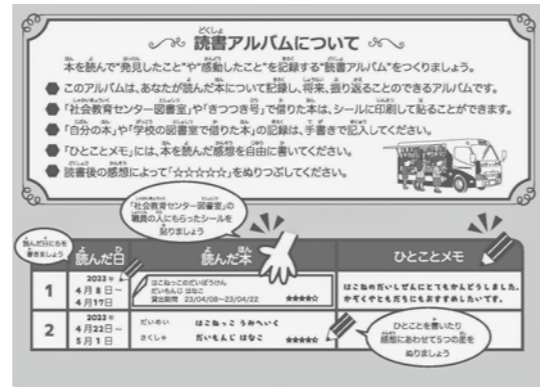 どくしょ
読書アルバムについて
本を読んで"発見したこと"や"感動したこと"を記録する"読書アルバム"をつくりましょう。
このアルバムは、あなたが読んだ本について記録し、将来、振り返ることのできるアルバムです。
「社会教育センター図書室」や「きつつき号」で借りた本は、シールに印刷して貼ることができます。
「自分の本」や「学校の図書室で借りた本」の記録は、手書きで記入してください。
「ひとことメモ」には、本を読んだ感想を自由に書いてください。
読書後の感想によって「☆☆☆☆☆」をぬりつぶしてください。
「社会教育センター図書室」の
職員の人にもらったシールを
貼りましょう
読んだ日にちを
書きましょう
読んだ日 読んだ本 ひとことメモ
1
2023年
4月8日~
4月17日
はこねっこのだいぼうけん
だいもんじ はなこ
貸出期間 23/04/08~23/04/22 ★★★★☆
はこねのだいしぜんにとてもかんどうしました。
かぞくやともだちにもおすすめしたいです。
2
2023年
4月22日~
5月1日
だいめい はこねっこ うみへいく
さくしゃ だいもんじ はなこ ★★★★☆
ひとことを書いたり
感想にあわせて5つの星を
ぬりましょう